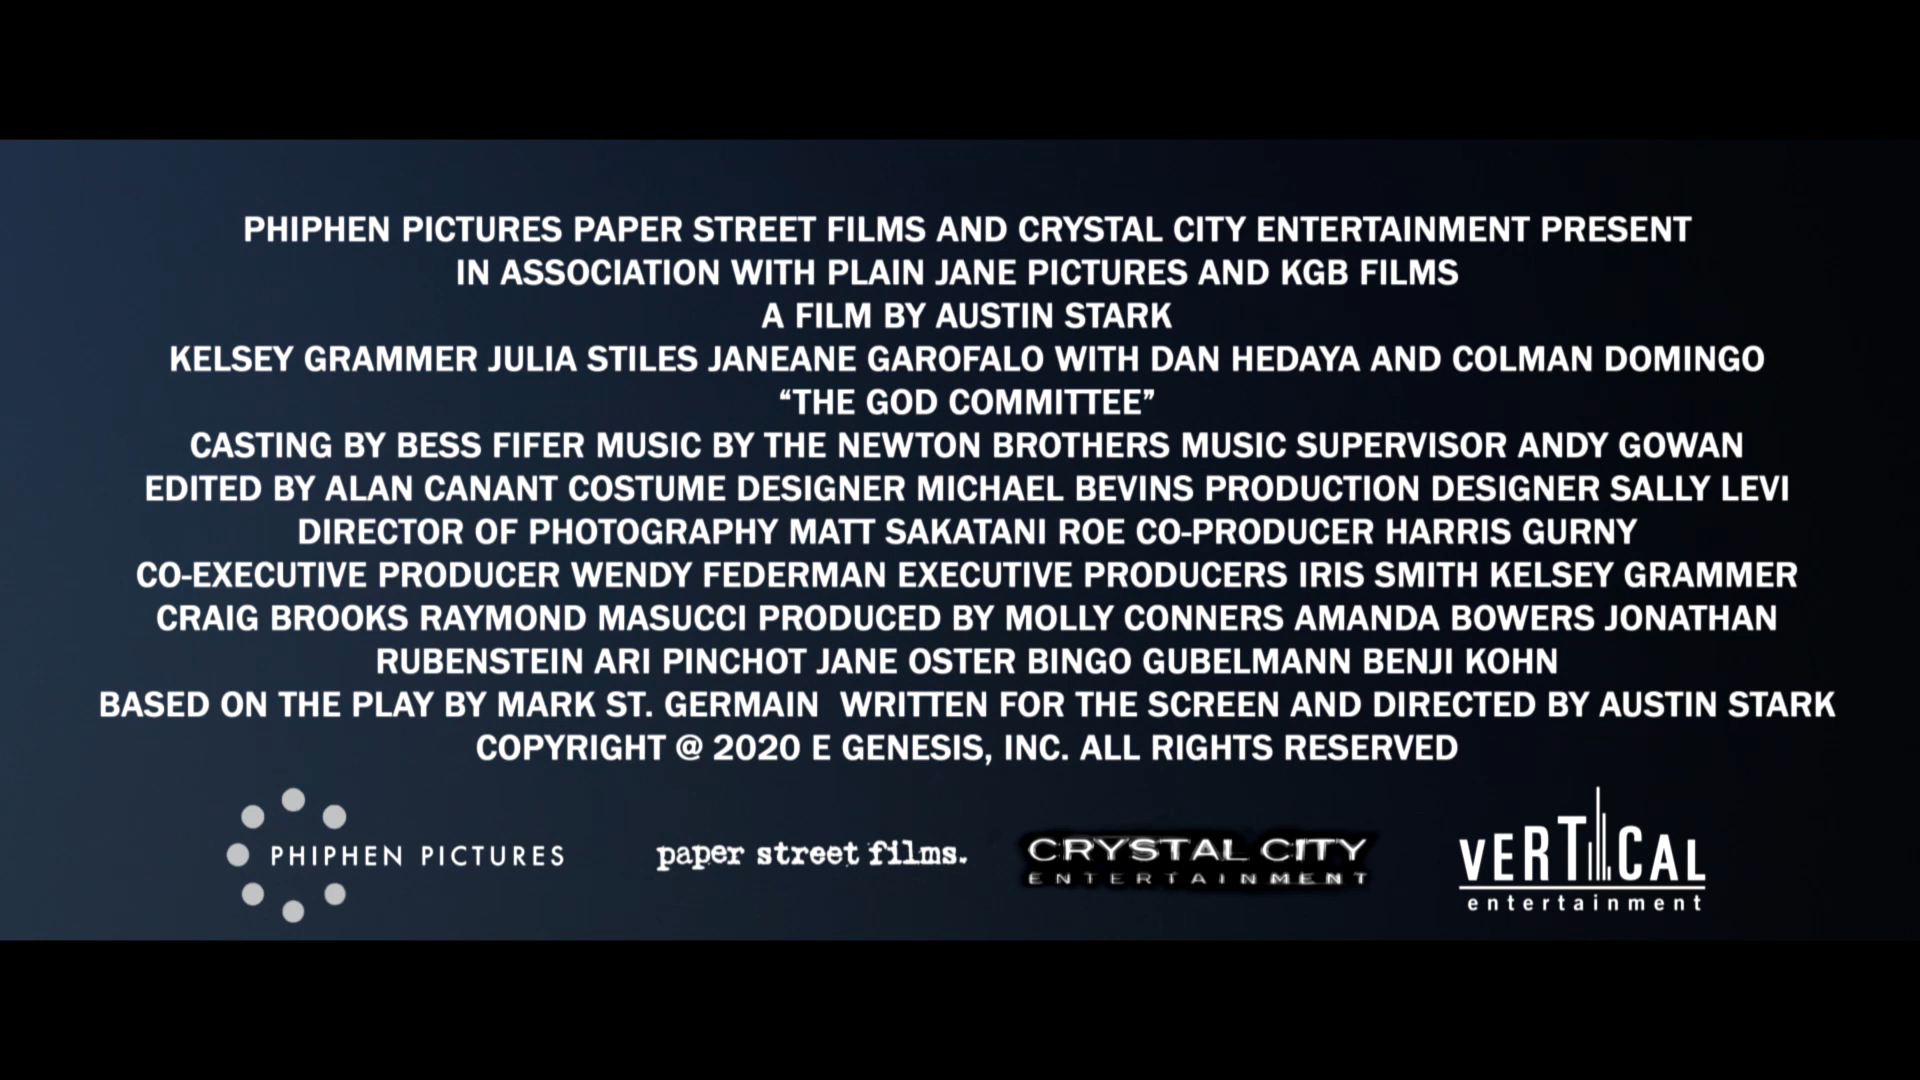 PHIPHEN PICTURES PAPER STREET FILMS AND CRYSTAL CITY ENTERTAINMENT PRESENT
IN ASSOCIATION WITH PLAIN JANE PICTURES AND KGB FILMS
A FILM BY AUSTIN STARK
KELSEY GRAMMER JULIA STILES JANEANE GAROFALO WITH DAN HEDAYA AND COLMAN DOMINGO
“THE GOD COMMITTEE”
CASTING BY BESS FIFER MUSIC BY THE NEWTON BROTHERS MUSIC SUPERVISOR ANDY GOWAN
EDITED BY ALAN CANANT COSTUME DESIGNER MICHAEL BEVINS PRODUCTION DESIGNER SALLY LEVI
DIRECTOR OF PHOTOGRAPHY MATT SAKATANI ROE CO-PRODUCER HARRIS GURNY
CO-EXECUTIVE PRODUCER WENDY FEDERMAN EXECUTIVE PRODUCERS IRIS SMITH KELSEY GRAMMER
CRAIG BROOKS RAYMOND MASUCCI PRODUCED BY MOLLY CONNERS AMANDA BOWERS JONATHAN
RUBENSTEIN ARI PINCHOT JANE OSTER BINGO GUBELMANN BENJI KOHN
BASED ON THE PLAY BY MARK ST. GERMAIN  WRITTEN FOR THE SCREEN AND DIRECTED BY AUSTIN STARK
COPYRIGHT @ 2020 E GENESIS, INC. ALL RIGHTS RESERVED
PHIPHEN PICTURES
paper street films.
CRYSTAL CITY
ENTERTAINMENT
VERTICAL
entertainment